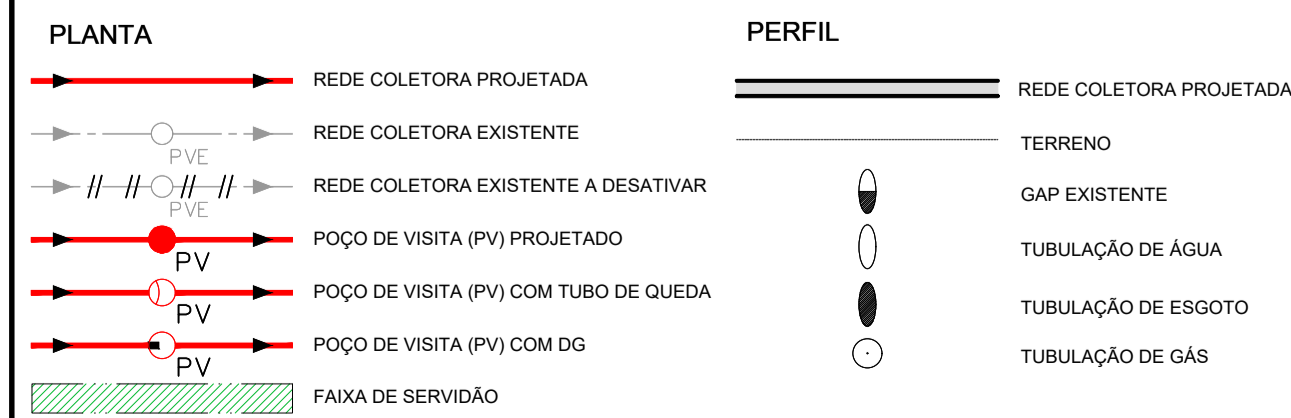 PLANTA
REDE COLETORA PROJETADA
REDE COLETORA EXISTENTE
PVE
REDE COLETORA EXISTENTE A DESATIVAR
PVE
POÇO DE VISITA (PV) PROJETADO
PV
POÇO DE VISITA (PV) COM TUBO DE QUEDA
PV
POÇO DE VISITA (PV) COM DG
PV
FAIXA DE SERVIDÃO
PERFIL
REDE COLETORA PROJETADA
TERRENO
GAP EXISTENTE
TUBULAÇÃO DE ÁGUA
TUBULAÇÃO DE ESGOTO
TUBULAÇÃO DE GÁS